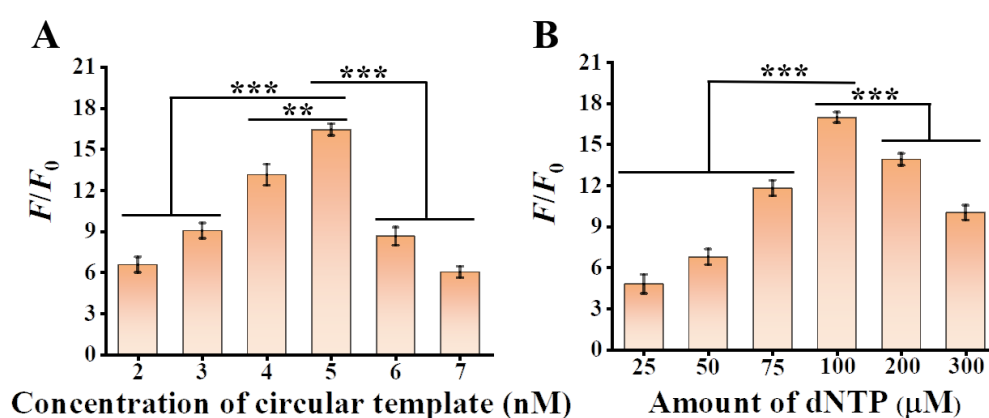 A
21
18
15
12
9
6
3
0
F/F0
***
***
**
2 3 4 5 6 7
Concentration of circular template (nM)
B
21
18
15
12
9
6
3
0
F/F0
***
***
25 50 75 100 200 300
Amount of dNTP (μM)